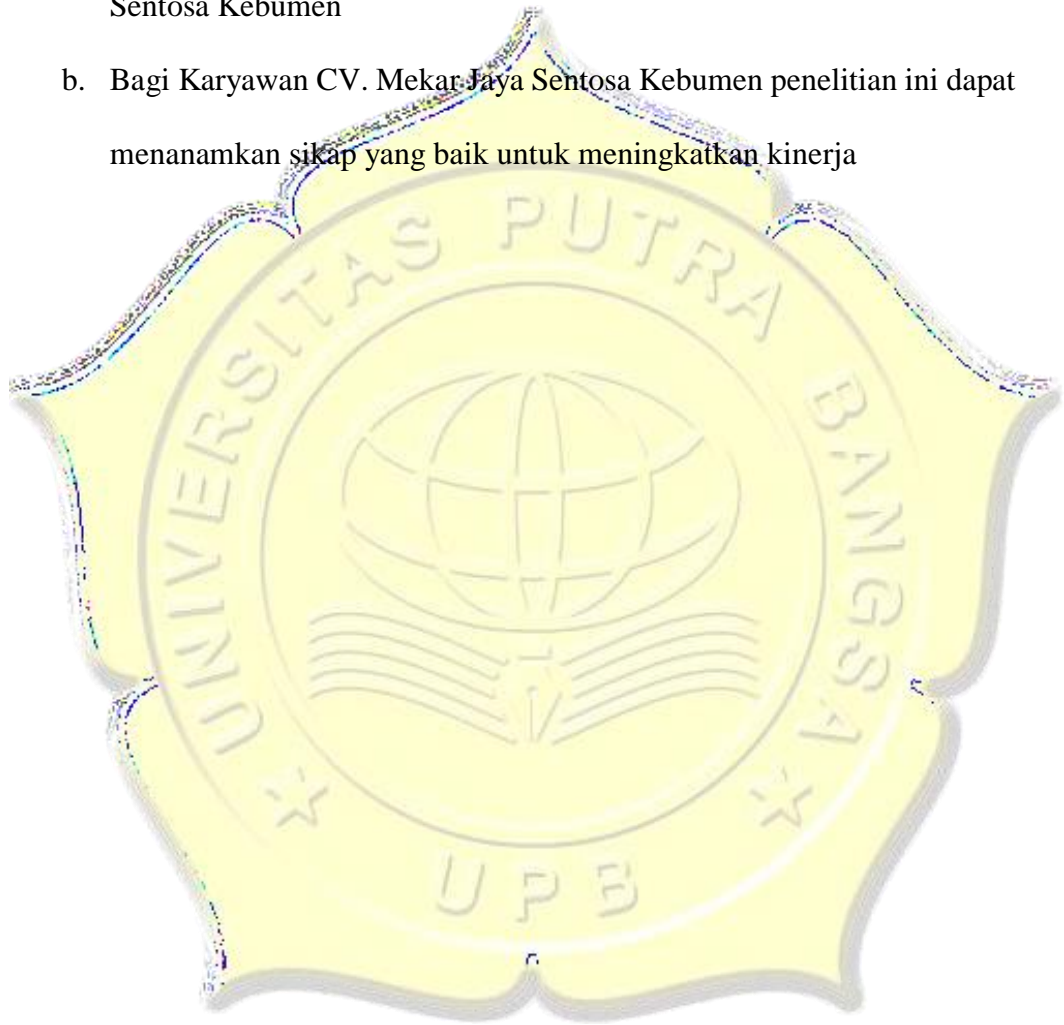 Sentosa Kebumen
b. Bagi Karyawan CV. Mekar Jaya Sentosa Kebumen penelitian ini dapat
menanamkan sikap yang baik untuk meningkatkan kinerja
UNIVERSITAS PUTRA BANGSA
UPB